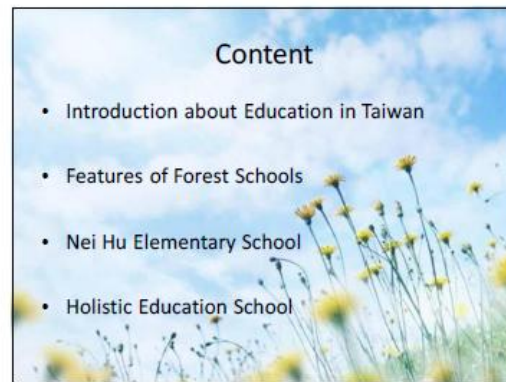 Content
• Introduction about Education in Taiwan
• Features of Forest Schools
• Nei Hu Elementary School
• Holistic Education School